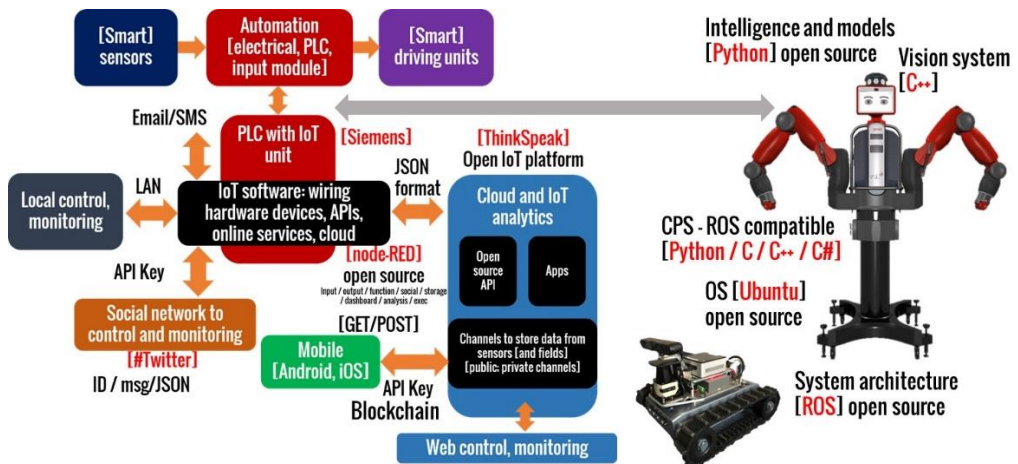 [Smart]
sensors
Automation
[electrical, PLC,
input module]
[Smart]
driving units
Email/SMS
PLC with IoT
unit
[Siemens]
LAN
Local control,
monitoring
IoT software: wiring
hardware devices, APIs,
online services, cloud
JSON
format
[node-RED]
open source
Input / output / function / social / storage
/ dashboard / analysis / exec
API Key
Social network to
control and monitoring
[#Twitter]
ID / msg/JSON
[GET/POST]
Mobile
[Android, iOS]
API Key
Blockchain
[ThinkSpeak]
Open IoT platform
Cloud and IoT
analytics
Open
source
API
Apps
Channels to store data from
sensors [and fields]
[public: private channels]
Web control, monitoring
Intelligence and models
[Python] open source
Vision system
[C++]
CPS - ROS compatible
[Python / C / C++ / C#]
OS [Ubuntu]
open source
System architecture
[ROS] open source